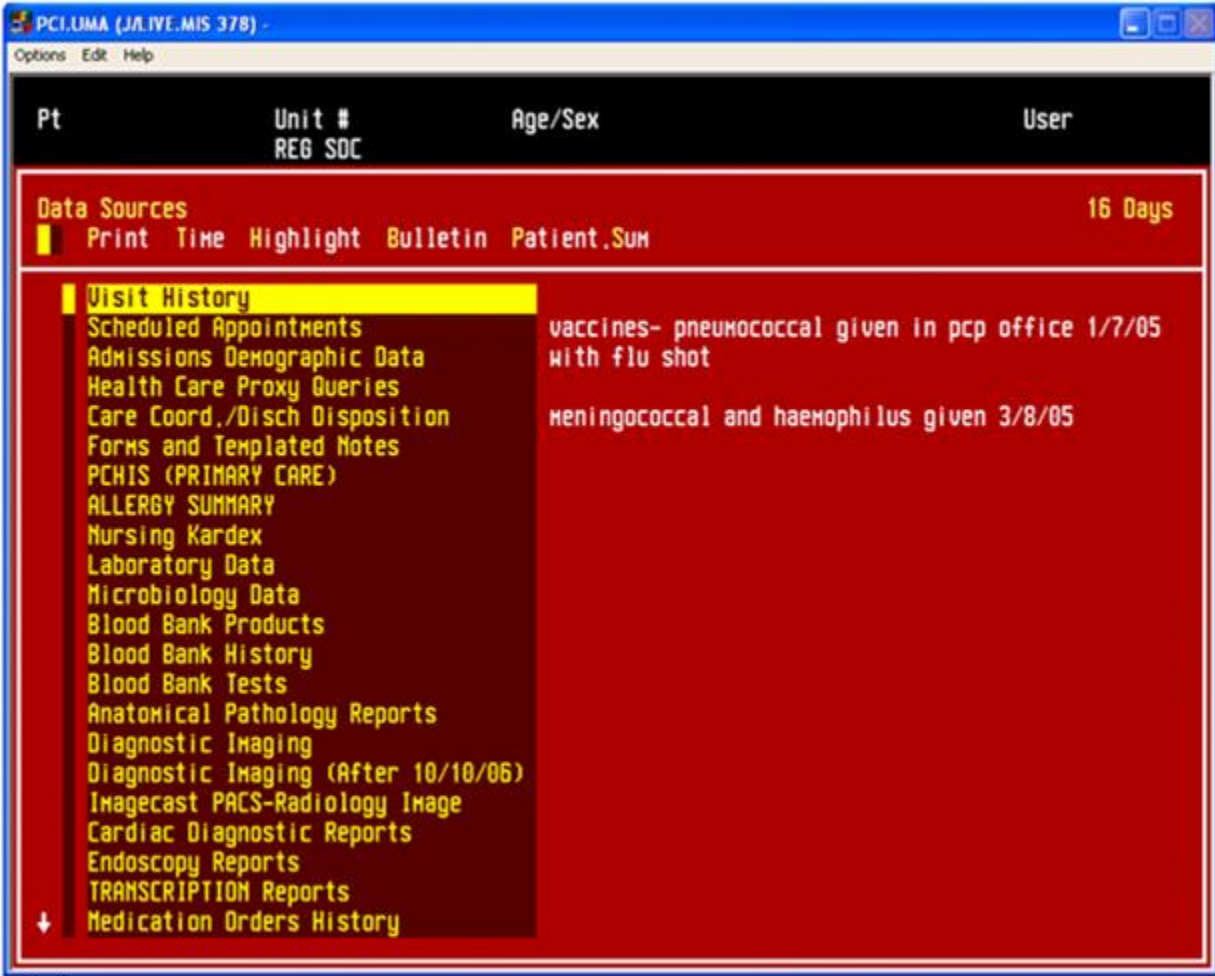 PCI.UMA (J/LIVE.MIS 378) -
Options Edit Help
Pt Unit # Age/Sex User
REG SDC
Data Sources 16 Days
Print Time Highlight Bulletin Patient.Sum
Visit History
Scheduled Appointments vaccines- pneumococcal given in pcp office 1/7/05
Admissions Demographic Data with flu shot
Health Care Proxy Queries
Care Coord./Disch Disposition meningococcal and haemophilus given 3/8/05
Forms and Templated Notes
PCHIS (PRIMARY CARE)
ALLERGY SUMMARY
Nursing Kardex
Laboratory Data
Microbiology Data
Blood Bank Products
Blood Bank History
Blood Bank Tests
Anatomical Pathology Reports
Diagnostic Imaging
Diagnostic Imaging (After 10/10/06)
Imagecast PACS-Radiology Image
Cardiac Diagnostic Reports
Endoscopy Reports
TRANSCRIPTION Reports
Medication Orders History